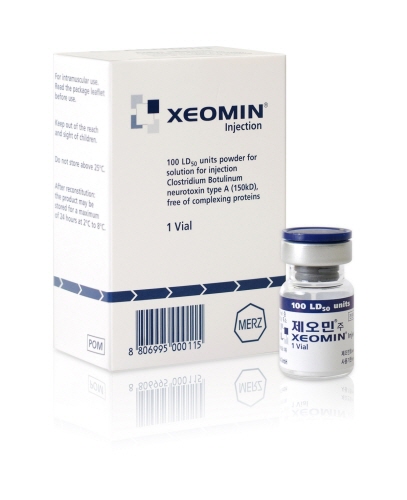 For intramuscular use.
Read the package leaflet
before use.
Keep out of the reach
and sight of children.
Do not store above 25°C.
After reconstitution:
the product may be
stored for a maximum
of 24 hours at 2°C to 8°C.
POM
XEOMIN®
Injection
100 LD50 units powder for
solution for injection
Clostridium Botulinum
neurotoxin type A (150kD),
free of complexing proteins
1 Vial
8 806995 000115
MERZ
100 LD50 units
제오민®주
XEOMIN®
1 Vial